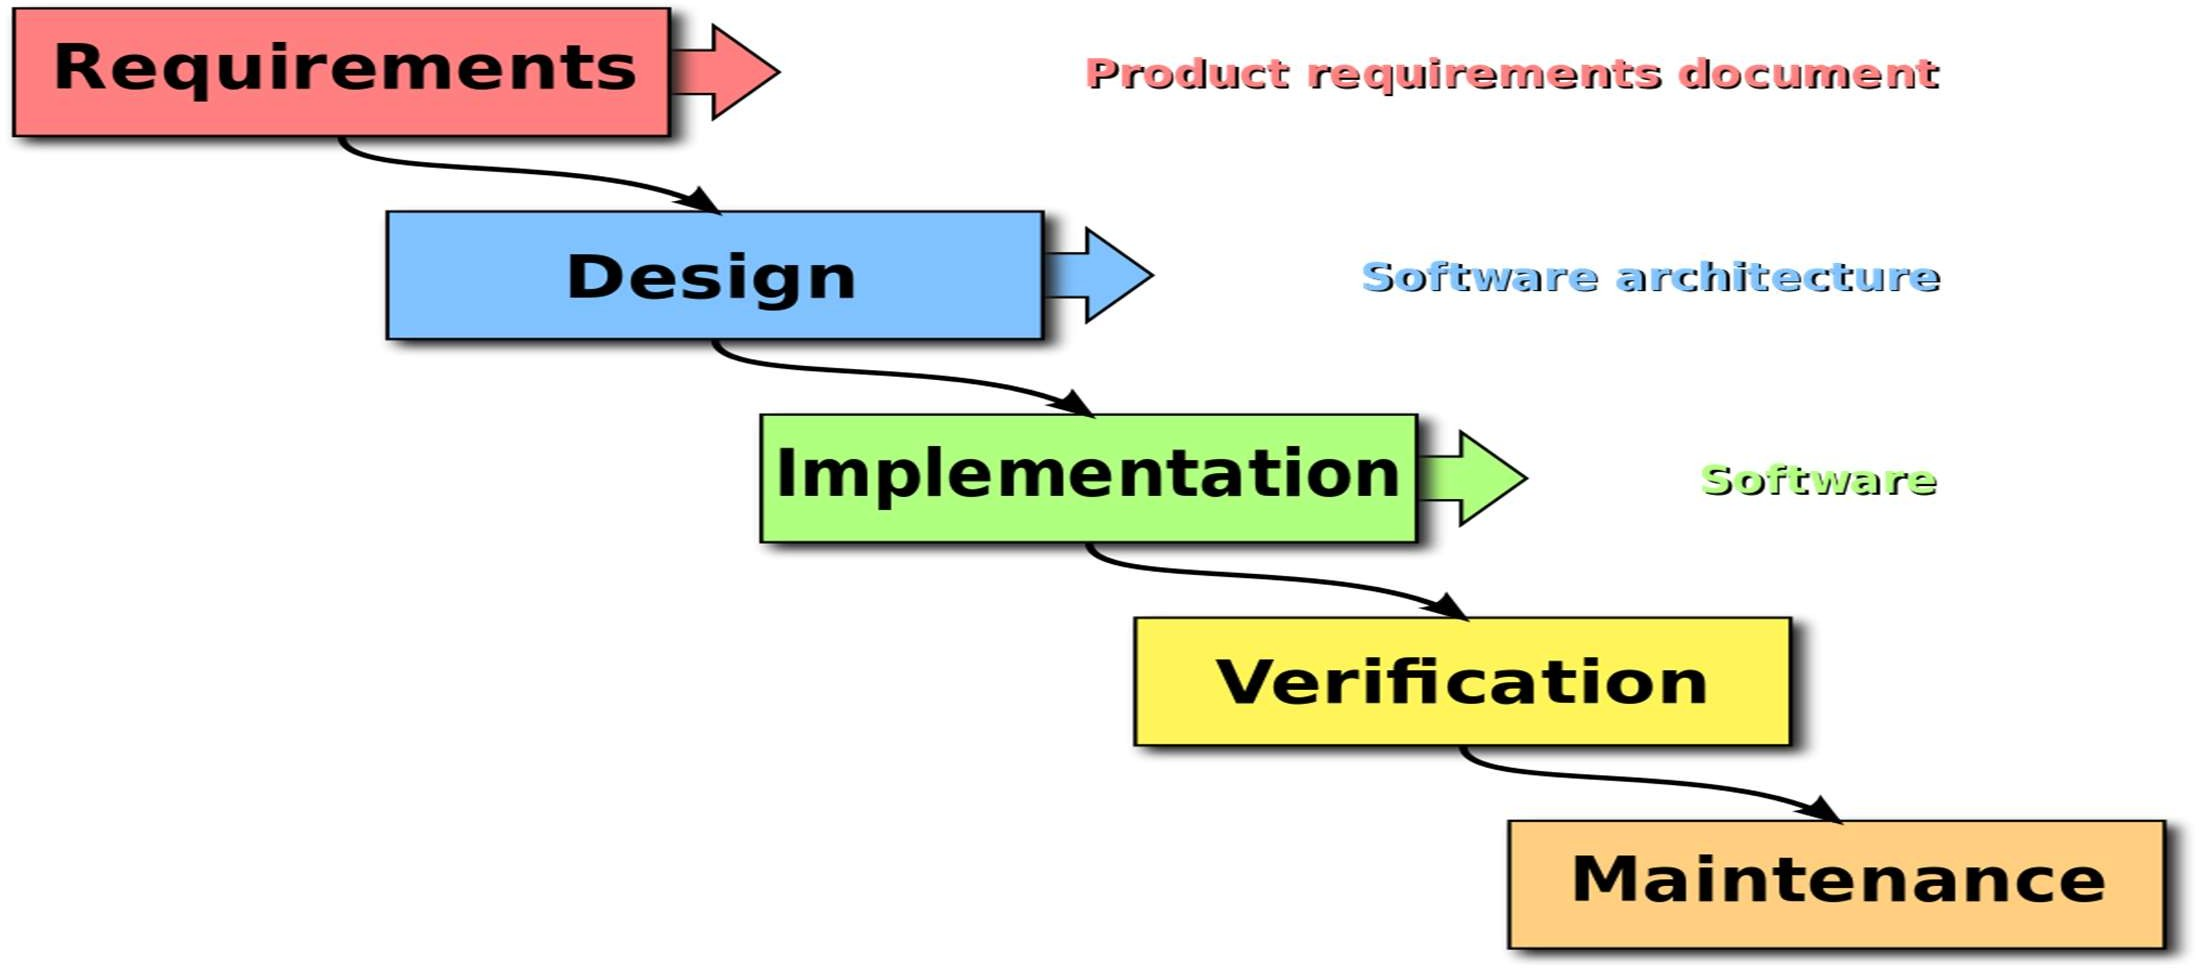 Requirements
Product requirements document
Design
Software architecture
Implementation
Software
Verification
Maintenance